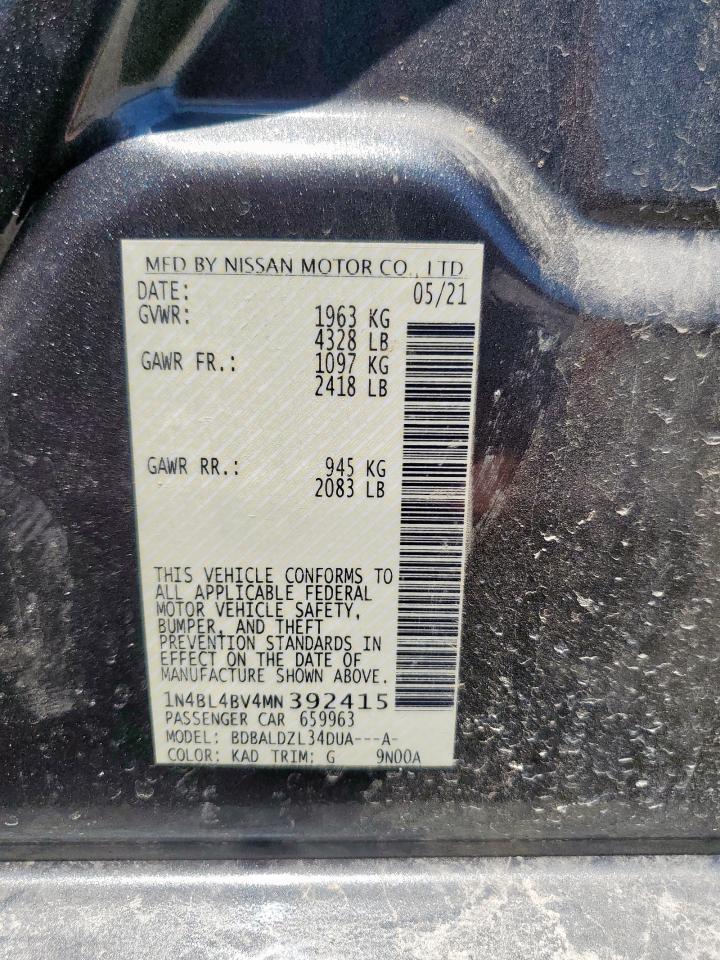 MFD BY NISSAN MOTOR CO., LTD
DATE: 05/21
GVWR: 1963 KG
4328 LB
GAWR FR.: 1097 KG
2418 LB
GAWR RR.: 945 KG
2083 LB
THIS VEHICLE CONFORMS TO
ALL APPLICABLE FEDERAL
MOTOR VEHICLE SAFETY,
BUMPER, AND THEFT
PREVENTION STANDARDS IN
EFFECT ON THE DATE OF
MANUFACTURE SHOWN ABOVE.
1N4BL4BV4MN392415
PASSENGER CAR 659963
MODEL: BDBALDZL34DUA---A-
COLOR: KAD TRIM: G 9N00A